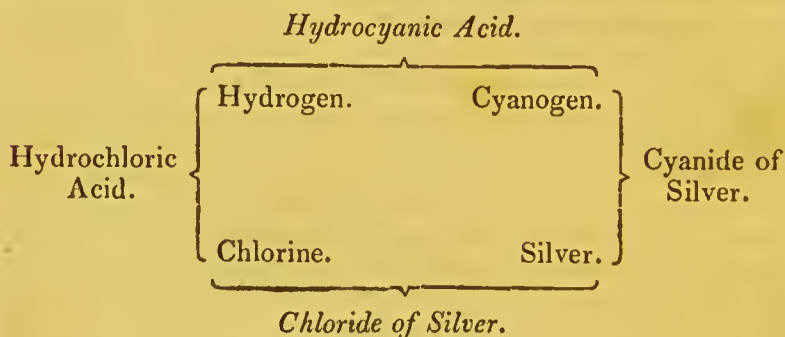 Hydrocyanic Acid.
Hydrogen. Cyanogen.
Hydrochloric
Acid.
Cyanide of
Silver.
Chlorine. Silver.
Chloride of Silver.